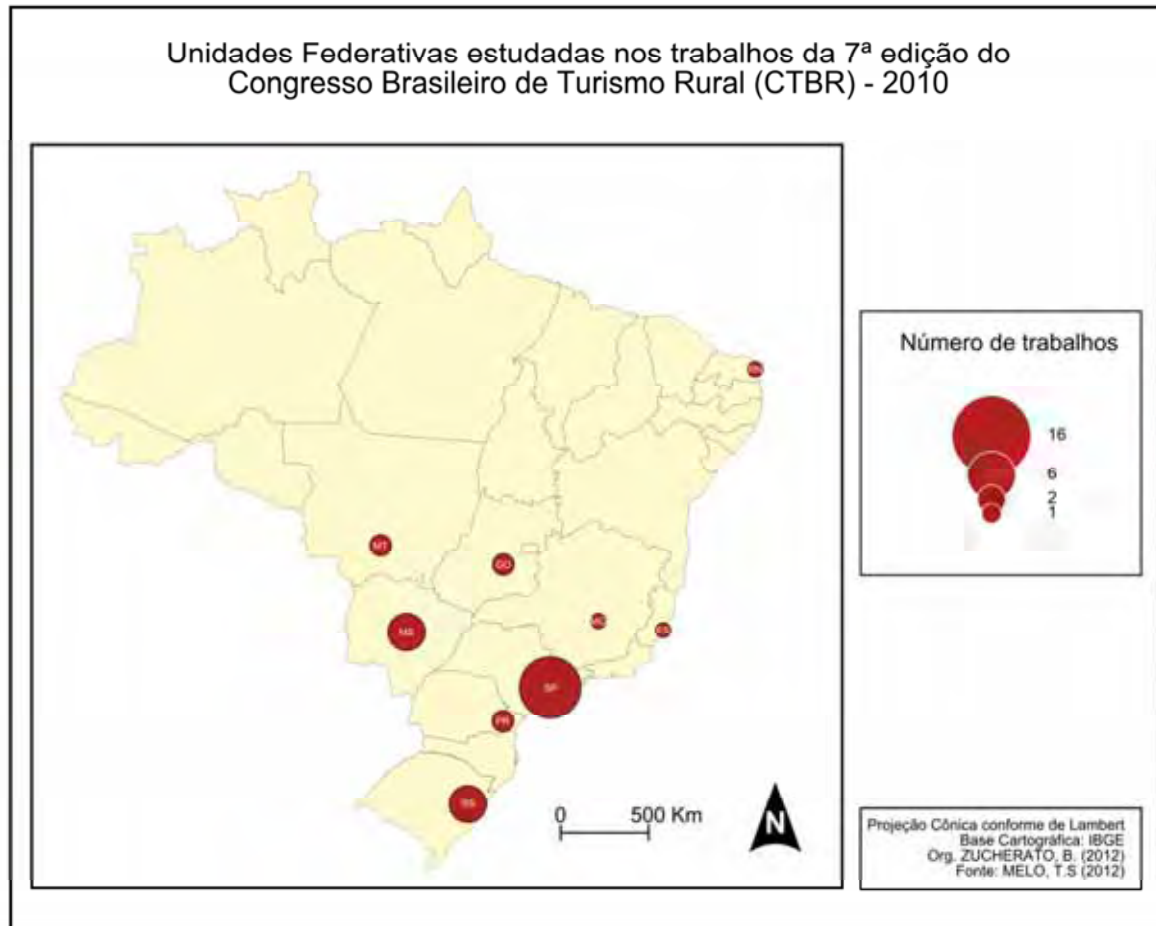 Unidades Federativas estudadas nos trabalhos da 7ª edição do
Congresso Brasileiro de Turismo Rural (CTBR) - 2010
RN
MT
GO
MG
ES
MS
SP
PR
RS
0 500 Km
N
Número de trabalhos
16
6
2
1
Projeção Cônica conforme de Lambert
Base Cartográfica: IBGE
Org. ZUCHERATO, B. (2012)
Fonte: MELO, T.S (2012)